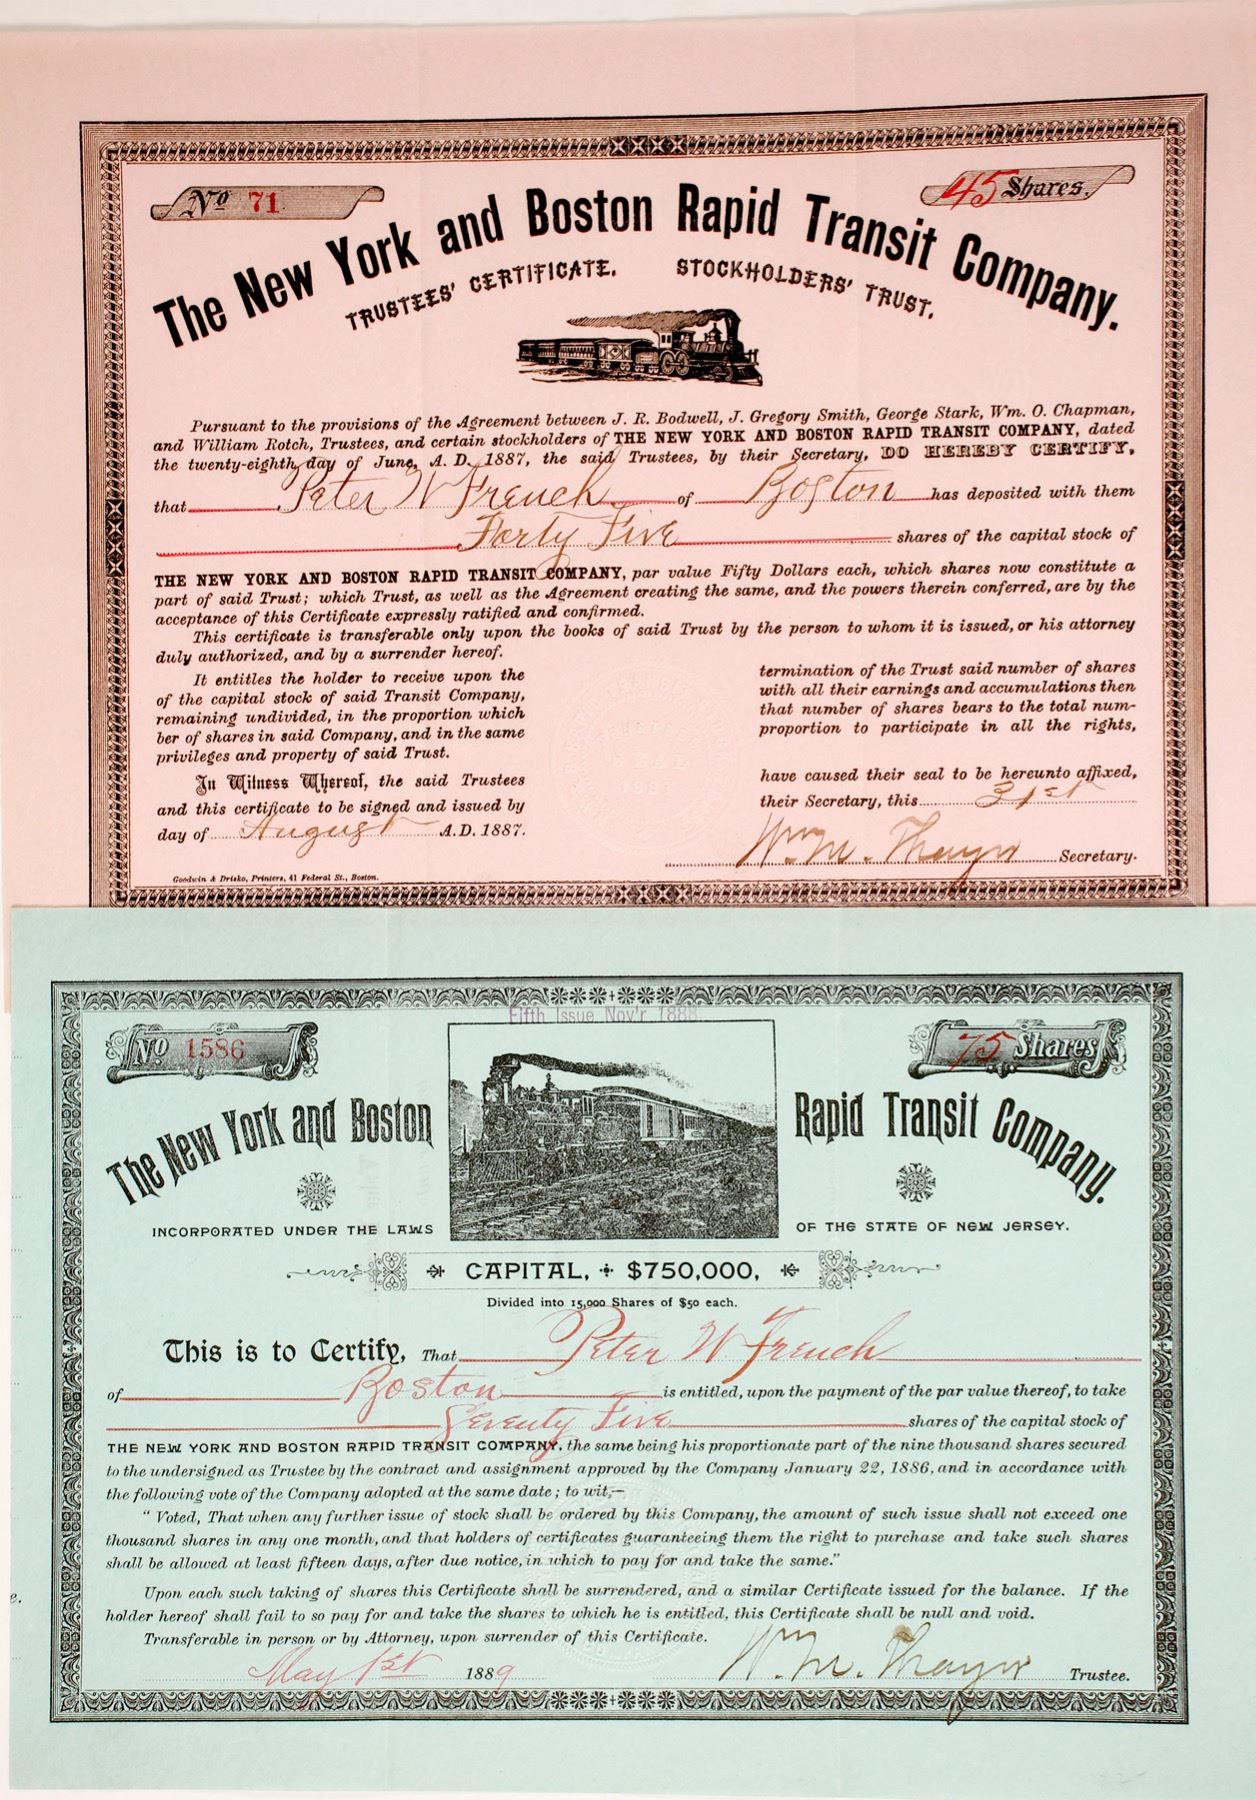 No 71
45 Shares.
The New York and Boston Rapid Transit Company.
TRUSTEES' CERTIFICATE. STOCKHOLDERS' TRUST.
Pursuant to the provisions of the Agreement between J. R. Bodwell, J. Gregory Smith, George Stark, Wm. O. Chapman,
and William Rotch, Trustees, and certain stockholders of THE NEW YORK AND BOSTON RAPID TRANSIT COMPANY, dated
the twenty-eighth day of June, A. D. 1887, the said Trustees, by their Secretary, DO HEREBY CERTIFY,
that Peter W French of Boston has deposited with them
Forty Five shares of the capital stock of
THE NEW YORK AND BOSTON RAPID TRANSIT COMPANY, par value Fifty Dollars each, which shares now constitute a
part of said Trust; which Trust, as well as the Agreement creating the same, and the powers therein conferred, are by the
acceptance of this Certificate expressly ratified and confirmed.
This certificate is transferable only upon the books of said Trust by the person to whom it is issued, or his attorney
duly authorized, and by a surrender hereof.
It entitles the holder to receive upon the termination of the Trust said number of shares
of the capital stock of said Transit Company, with all their earnings and accumulations then
remaining undivided, in the proportion which that number of shares bears to the total num-
ber of shares in said Company, and in the same proportion to participate in all the rights,
privileges and property of said Trust.
In Witness Whereof, the said Trustees have caused their seal to be hereunto affixed,
and this certificate to be signed and issued by their Secretary, this 31st
day of August A.D. 1887.
Wm. M. Thayer Secretary.
Goodwin & Drisko, Printers, 41 Federal St., Boston.
Fifth Issue Nov'r, 1888.
No 1586
75 Shares
The New York and Boston Rapid Transit Company.
INCORPORATED UNDER THE LAWS OF THE STATE OF NEW JERSEY.
CAPITAL, $750,000,
Divided into 15,000 Shares of $50 each.
This is to Certify, That Peter W French
of Boston is entitled, upon the payment of the par value thereof, to take
Seventy Five shares of the capital stock of
THE NEW YORK AND BOSTON RAPID TRANSIT COMPANY, the same being his proportionate part of the nine thousand shares secured
to the undersigned as Trustee by the contract and assignment approved by the Company January 22, 1886, and in accordance with
the following vote of the Company adopted at the same date; to wit,—
"Voted, That when any further issue of stock shall be ordered by this Company, the amount of such issue shall not exceed one
thousand shares in any one month, and that holders of certificates guaranteeing them the right to purchase and take such shares
shall be allowed at least fifteen days, after due notice, in which to pay for and take the same."
Upon each such taking of shares this Certificate shall be surrendered, and a similar Certificate issued for the balance. If the
holder hereof shall fail to so pay for and take the shares to which he is entitled, this Certificate shall be null and void.
Transferable in person or by Attorney, upon surrender of this Certificate.
May 1st 1889
Wm. M. Thayer Trustee.